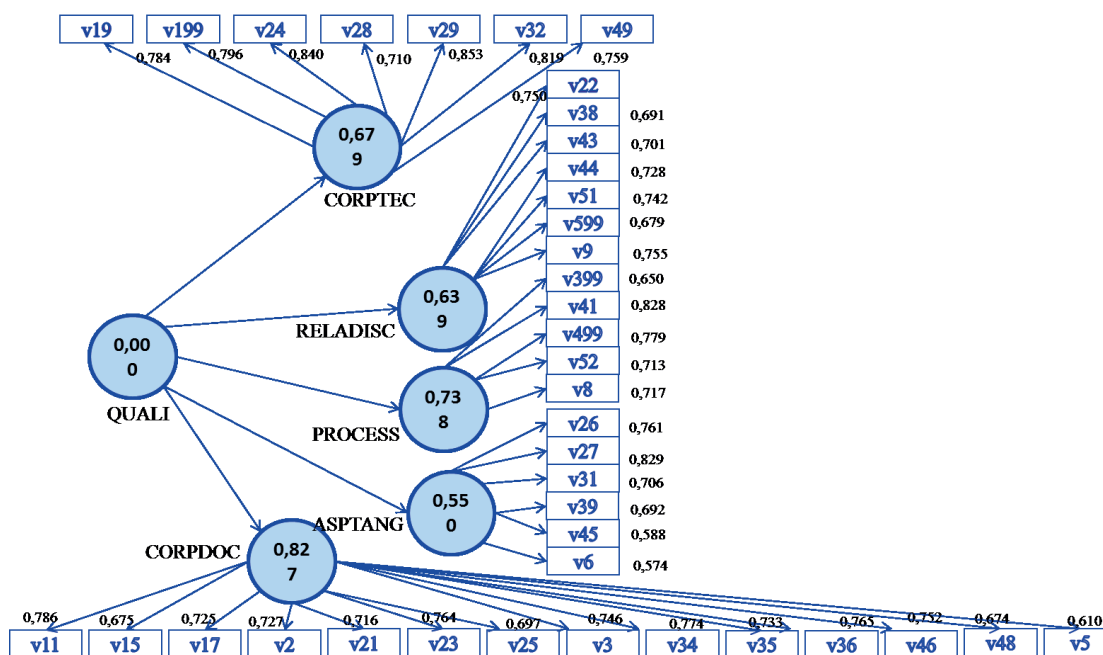 v19 v199 v24 v28 v29 v32 v49
0,784 0,796 0,840 0,710 0,853 0,819 0,759
v22
0,750
v38 0,691
v43 0,701
0,67
9
CORPTEC
v44 0,728
v51 0,742
v599 0,679
v9 0,755
v399 0,650
0,63
9
RELADISC
v41 0,828
v499 0,779
0,00
0
QUALI
v52 0,713
v8 0,717
0,73
8
PROCESS
v26 0,761
v27 0,829
v31 0,706
v39 0,692
0,55
0
ASPTANG
v45 0,588
v6 0,574
CORPDOC
0,82
7
0,786 0,675 0,725 0,727 0,716 0,764 0,697 0,746 0,774 0,733 0,765 0,752 0,674 0,610
v11 v15 v17 v2 v21 v23 v25 v3 v34 v35 v36 v46 v48 v5